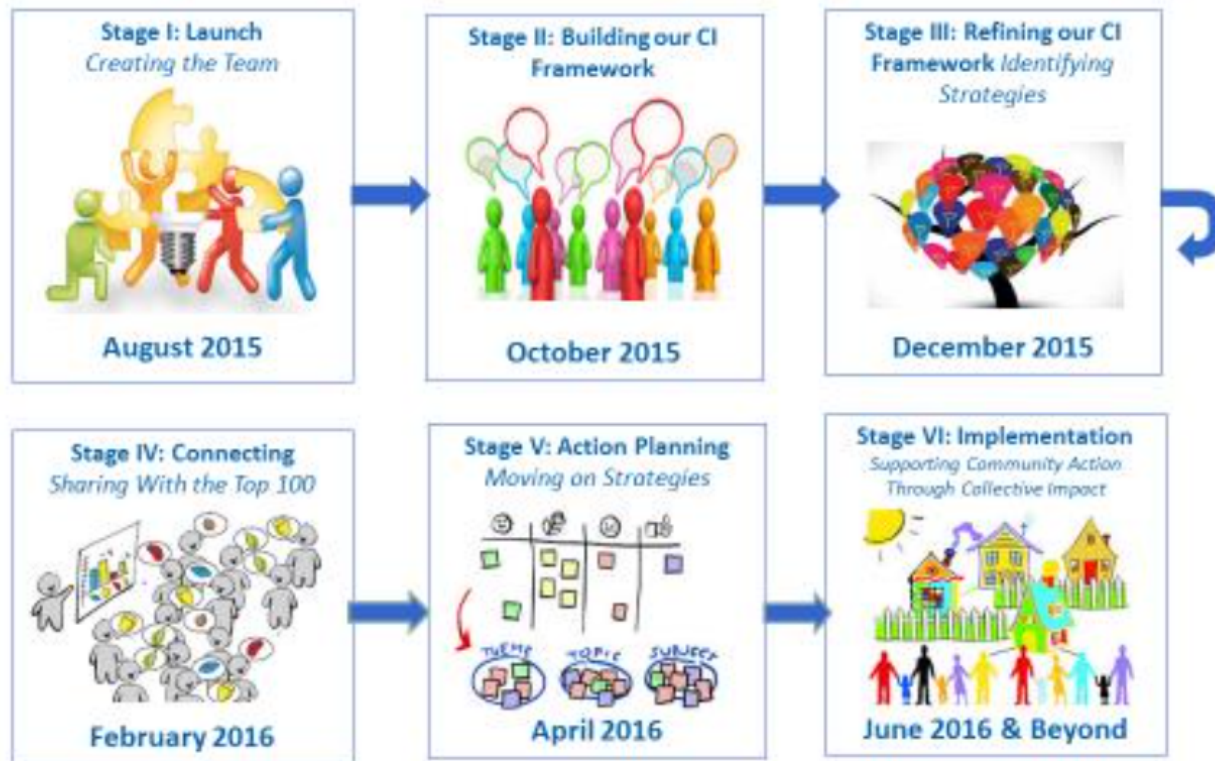 Stage I: Launch
Creating the Team
August 2015
Stage II: Building our CI
Framework
October 2015
Stage III: Refining our CI
Framework Identifying
Strategies
December 2015
Stage IV: Connecting
Sharing With the Top 100
February 2016
Stage V: Action Planning
Moving on Strategies
THEME TOPIC SUBJECT
April 2016
Stage VI: Implementation
Supporting Community Action
Through Collective Impact
June 2016 & Beyond